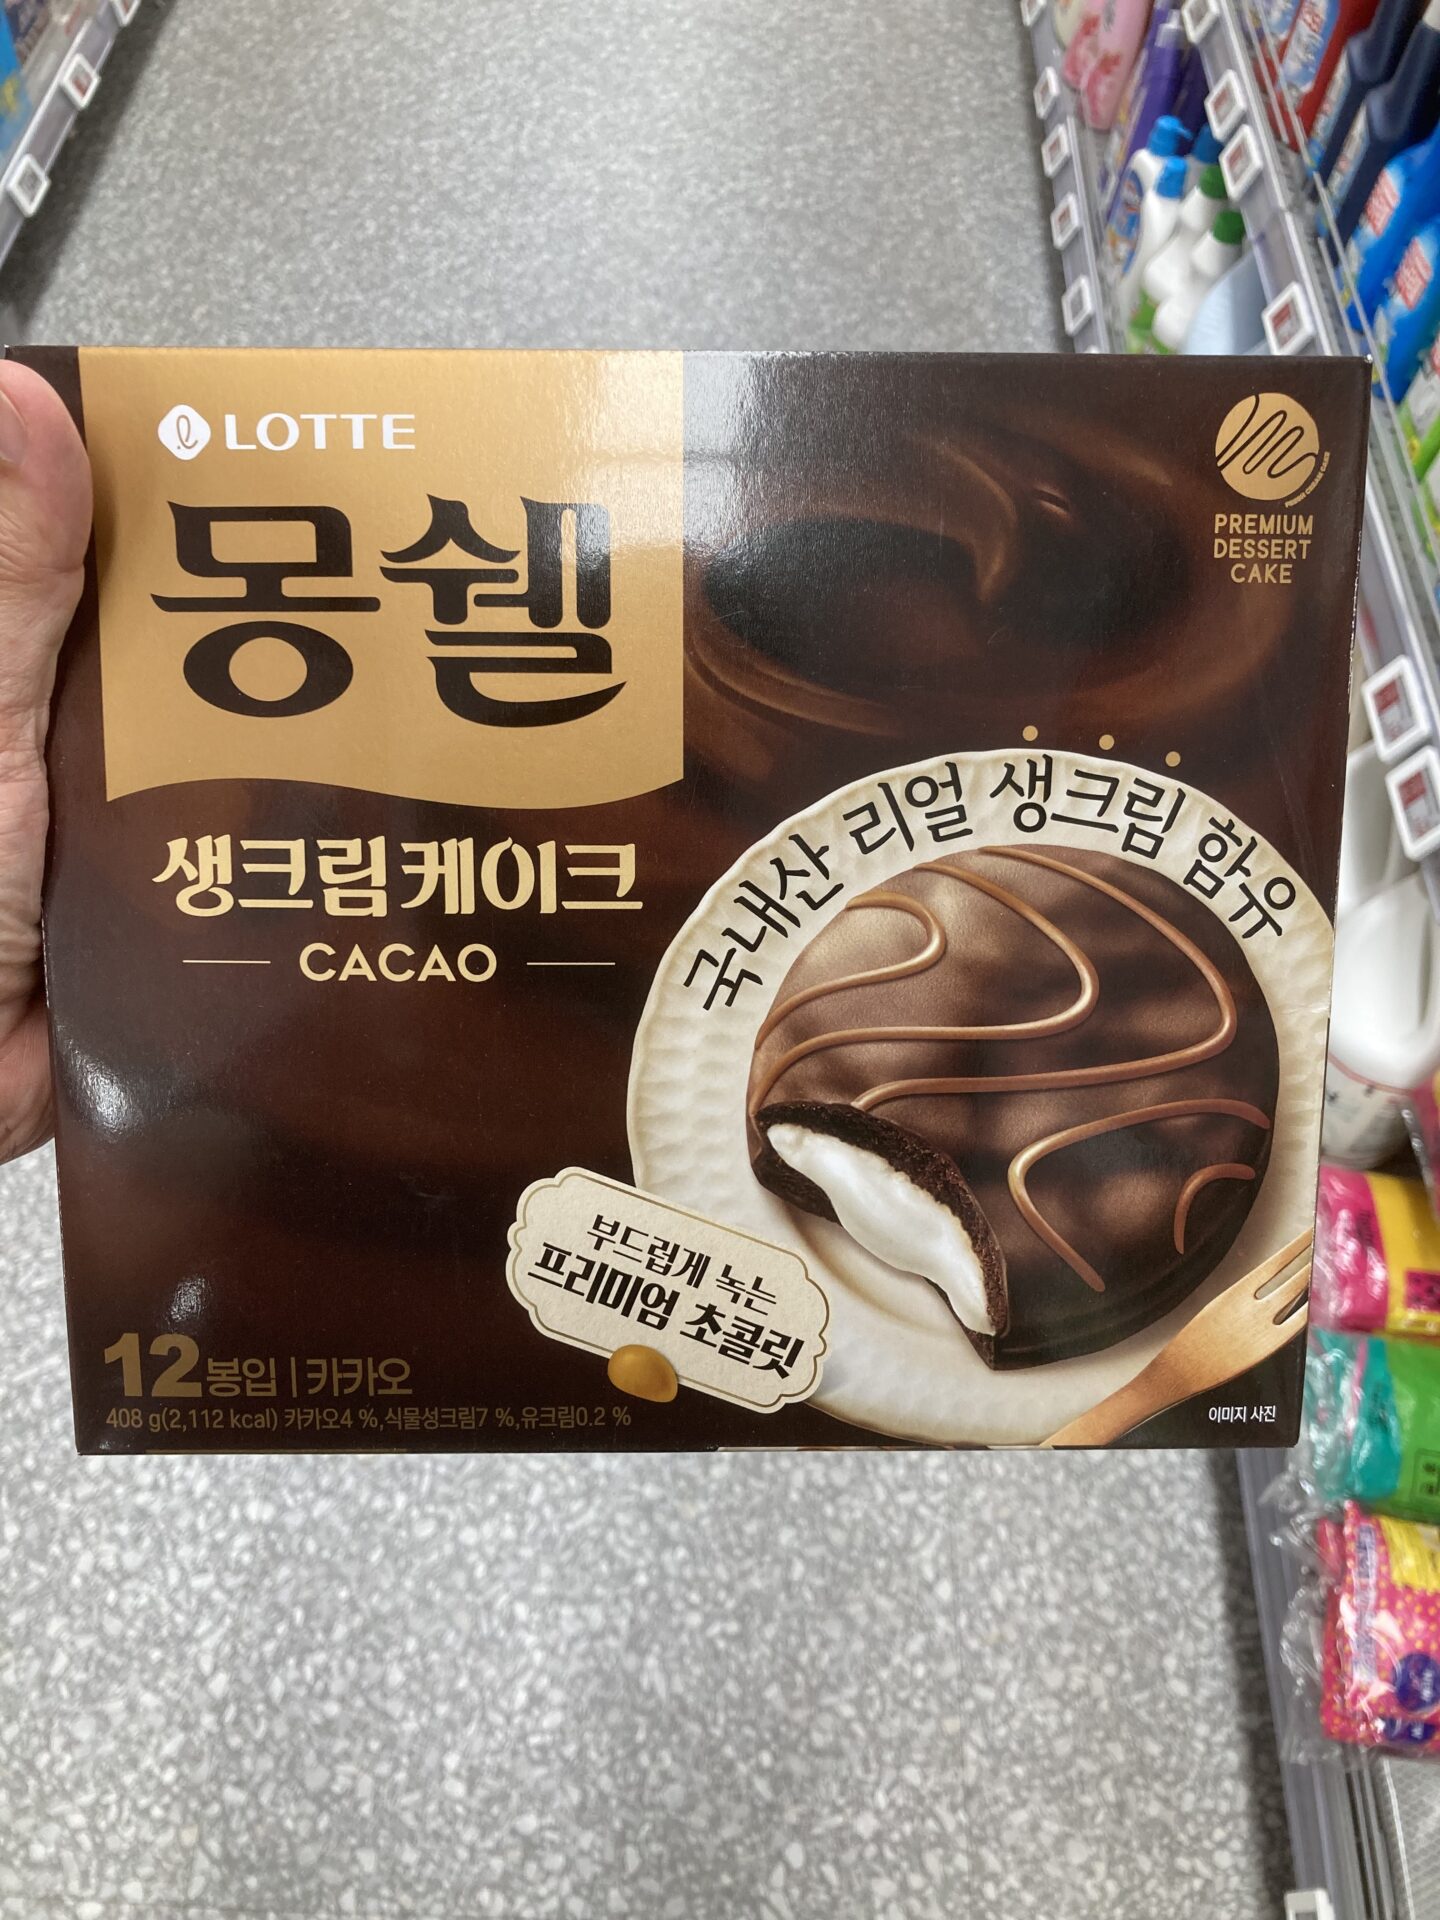 LOTTE
몽쉘
생크림케이크
CACAO
PREMIUM
DESSERT
CAKE
국내산 리얼 생크림 함유
부드럽게 녹는
프리미엄 초콜릿
12봉입 | 카카오
408 g(2,112 kcal) 카카오4 %,식물성크림7 %,유크림0.2 %
이미지 사진